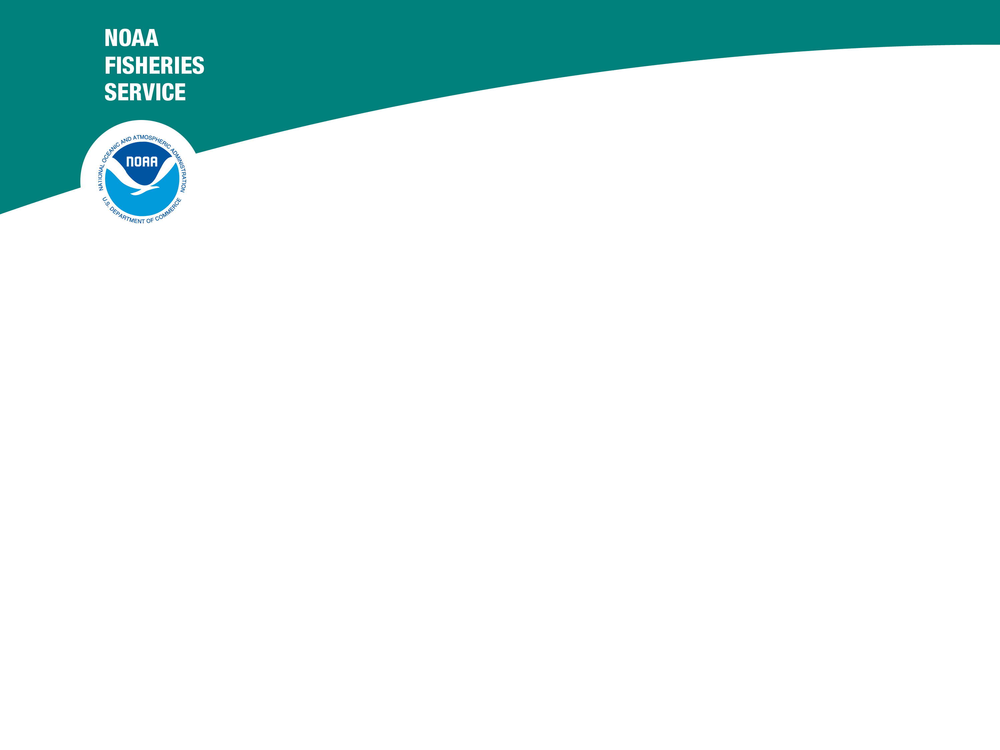 NOAA
FISHERIES
SERVICE
NATIONAL OCEANIC AND ATMOSPHERIC ADMINISTRATION
NOAA
U.S. DEPARTMENT OF COMMERCE